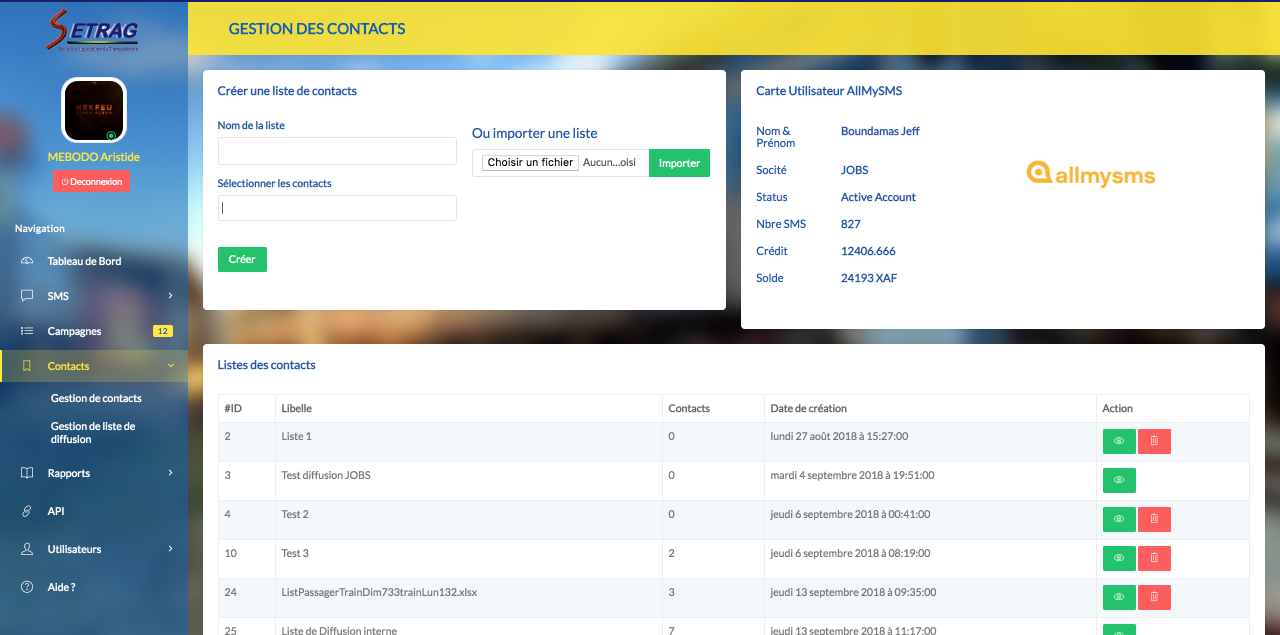 SETRAG
Société d'Exploitation du Transgabonais
NEKFEU
MEBODO Aristide
Deconnexion
Navigation
Tableau de Bord
SMS
Campagnes 12
Contacts
Gestion de contacts
Gestion de liste de
diffusion
Rapports
API
Utilisateurs
Aide ?
GESTION DES CONTACTS
Créer une liste de contacts
Nom de la liste
Sélectionner les contacts
Créer
Ou importer une liste
Choisir un fichier Aucun...oisi Importer
Carte Utilisateur AllMySMS
Nom &
Prénom Boundamas Jeff
Socité JOBS
Status Active Account
Nbre SMS 827
Crédit 12406.666
Solde 24193 XAF
allmysms
Listes des contacts
#ID Libelle Contacts Date de création Action
2 Liste 1 0 lundi 27 août 2018 à 15:27:00
3 Test diffusion JOBS 0 mardi 4 septembre 2018 à 19:51:00
4 Test 2 0 jeudi 6 septembre 2018 à 00:41:00
10 Test 3 2 jeudi 6 septembre 2018 à 08:19:00
24 ListPassagerTrainDim733trainLun132.xlsx 3 jeudi 13 septembre 2018 à 09:35:00
25 Liste de Diffusion interne 7 jeudi 13 septembre 2018 à 11:17:00